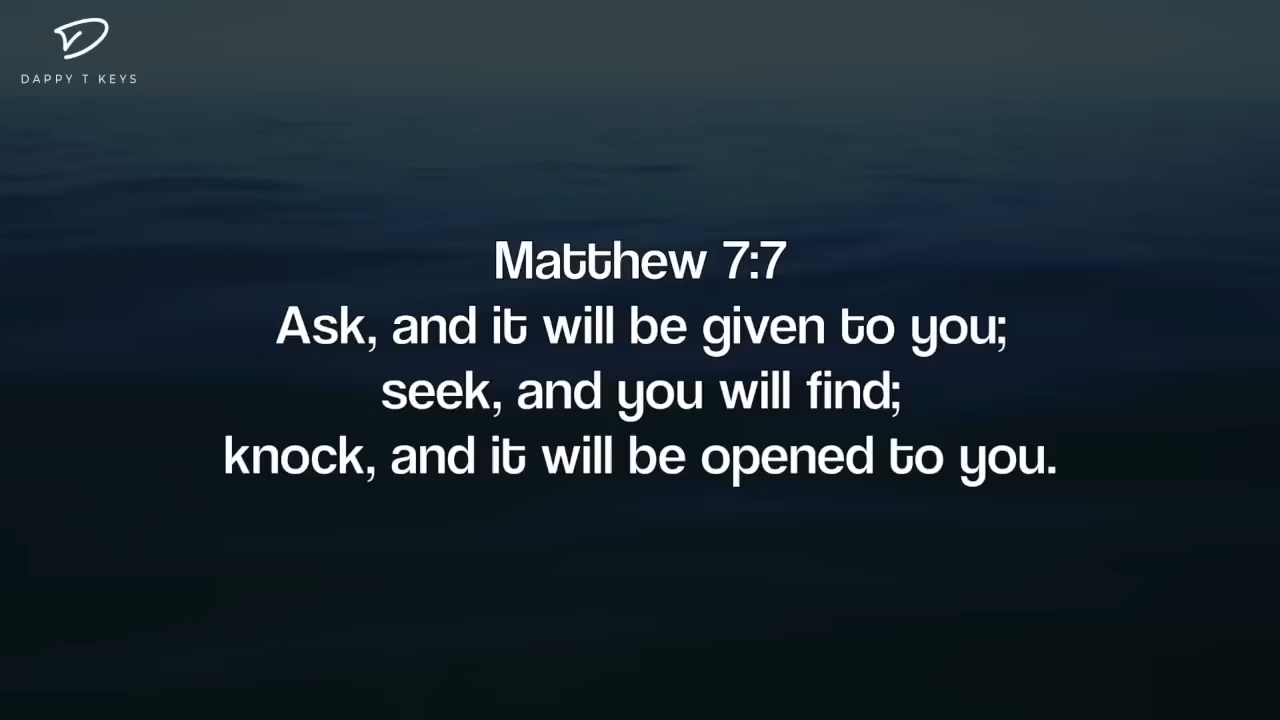 DAPPY T KEYS
Matthew 7:7
Ask, and it will be given to you;
seek, and you will find;
knock, and it will be opened to you.